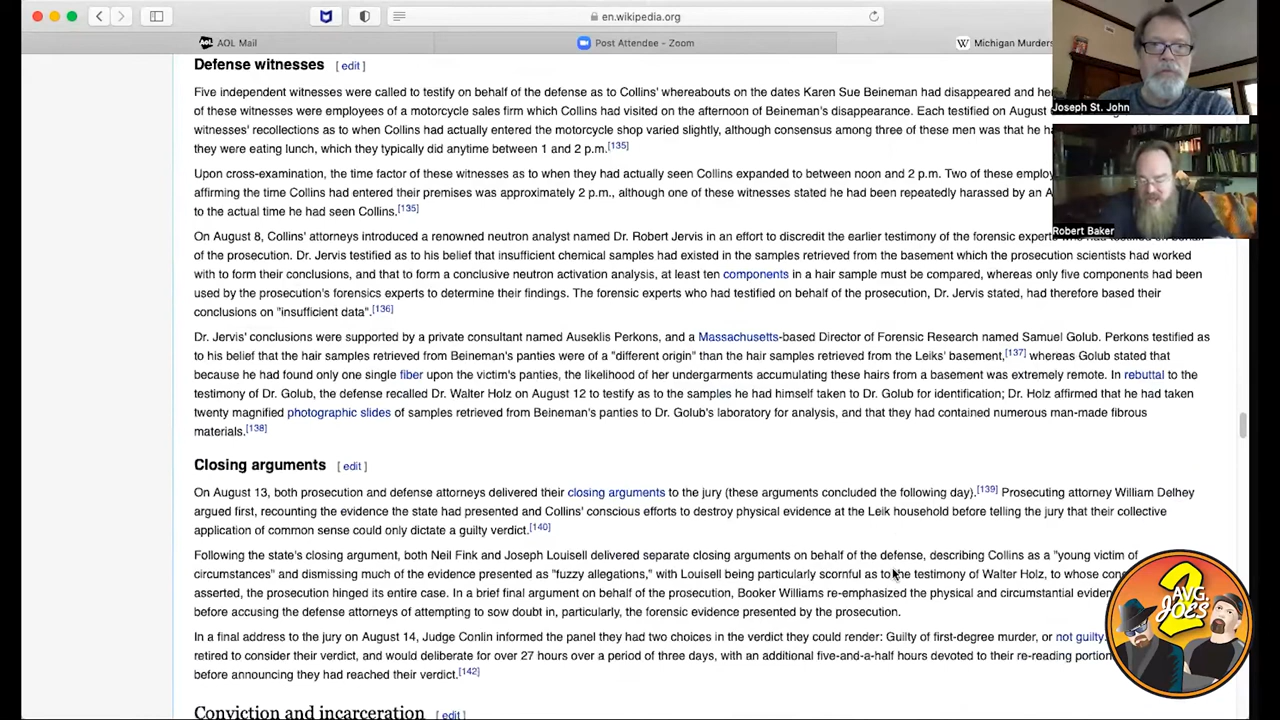 en.wikipedia.org
AOL Mail
Post Attendee - Zoom
W Michigan Murders
Defense witnesses [ edit ]
Five independent witnesses were called to testify on behalf of the defense as to Collins' whereabouts on the dates Karen Sue Beineman had disappeared and her
of these witnesses were employees of a motorcycle sales firm which Collins had visited on the afternoon of Beineman's disappearance. Each testified on August
witnesses' recollections as to when Collins had actually entered the motorcycle shop varied slightly, although consensus among three of these men was that he ha
they were eating lunch, which they typically did anytime between 1 and 2 p.m.[135]
Upon cross-examination, the time factor of these witnesses as to when they had actually seen Collins expanded to between noon and 2 p.m. Two of these employ
affirming the time Collins had entered their premises was approximately 2 p.m., although one of these witnesses stated he had been repeatedly harassed by an A
to the actual time he had seen Collins.[135]
On August 8, Collins' attorneys introduced a renowned neutron analyst named Dr. Robert Jervis in an effort to discredit the earlier testimony of the forensic experts who had testified on behalf
of the prosecution. Dr. Jervis testified as to his belief that insufficient chemical samples had existed in the samples retrieved from the basement which the prosecution scientists had worked
with to form their conclusions, and that to form a conclusive neutron activation analysis, at least ten components in a hair sample must be compared, whereas only five components had been
used by the prosecution's forensics experts to determine their findings. The forensic experts who had testified on behalf of the prosecution, Dr. Jervis stated, had therefore based their
conclusions on "insufficient data".[136]
Dr. Jervis' conclusions were supported by a private consultant named Auseklis Perkons, and a Massachusetts-based Director of Forensic Research named Samuel Golub. Perkons testified as
to his belief that the hair samples retrieved from Beineman's panties were of a "different origin" than the hair samples retrieved from the Leiks' basement,[137] whereas Golub stated that
because he had found only one single fiber upon the victim's panties, the likelihood of her undergarments accumulating these hairs from a basement was extremely remote. In rebuttal to the
testimony of Dr. Golub, the defense recalled Dr. Walter Holz on August 12 to testify as to the samples he had himself taken to Dr. Golub for identification; Dr. Holz affirmed that he had taken
twenty magnified photographic slides of samples retrieved from Beineman's panties to Dr. Golub's laboratory for analysis, and that they had contained numerous man-made fibrous
materials.[138]
Closing arguments [ edit ]
On August 13, both prosecution and defense attorneys delivered their closing arguments to the jury (these arguments concluded the following day).[139] Prosecuting attorney William Delhey
argued first, recounting the evidence the state had presented and Collins' conscious efforts to destroy physical evidence at the Leik household before telling the jury that their collective
application of common sense could only dictate a guilty verdict.[140]
Following the state's closing argument, both Neil Fink and Joseph Louisell delivered separate closing arguments on behalf of the defense, describing Collins as a "young victim of
circumstances" and dismissing much of the evidence presented as "fuzzy allegations," with Louisell being particularly scornful as to the testimony of Walter Holz, to whose con
asserted, the prosecution hinged its entire case. In a brief final argument on behalf of the prosecution, Booker Williams re-emphasized the physical and circumstantial eviden
before accusing the defense attorneys of attempting to sow doubt in, particularly, the forensic evidence presented by the prosecution.
In a final address to the jury on August 14, Judge Conlin informed the panel they had two choices in the verdict they could render: Guilty of first-degree murder, or not guilty.
retired to consider their verdict, and would deliberate for over 27 hours over a period of three days, with an additional five-and-a-half hours devoted to their re-reading portion
before announcing they had reached their verdict.[142]
Conviction and incarceration [ edit ]
Joseph St. John
Robert Baker
2 AVG.
JOES